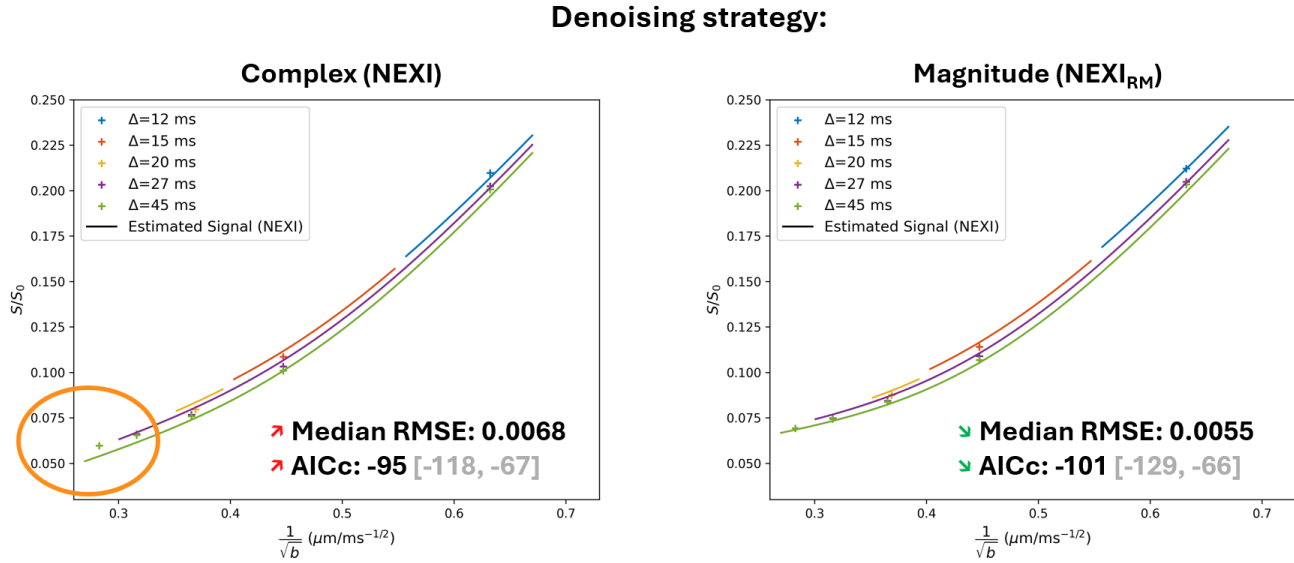 Denoising strategy:
Complex (NEXI)
0.250
0.225
0.200
0.175
0.150
0.125
0.100
0.075
0.050
S/S₀
Δ=12 ms
Δ=15 ms
Δ=20 ms
Δ=27 ms
Δ=45 ms
Estimated Signal (NEXI)
↗ Median RMSE: 0.0068
↗ AICc: -95 [-118, -67]
0.3 0.4 0.5 0.6 0.7
1/√b (μm/ms⁻¹/²)
Magnitude (NEXI_RM)
0.250
0.225
0.200
0.175
0.150
0.125
0.100
0.075
0.050
S/S₀
Δ=12 ms
Δ=15 ms
Δ=20 ms
Δ=27 ms
Δ=45 ms
Estimated Signal (NEXI)
↘ Median RMSE: 0.0055
↘ AICc: -101 [-129, -66]
0.3 0.4 0.5 0.6 0.7
1/√b (μm/ms⁻¹/²)